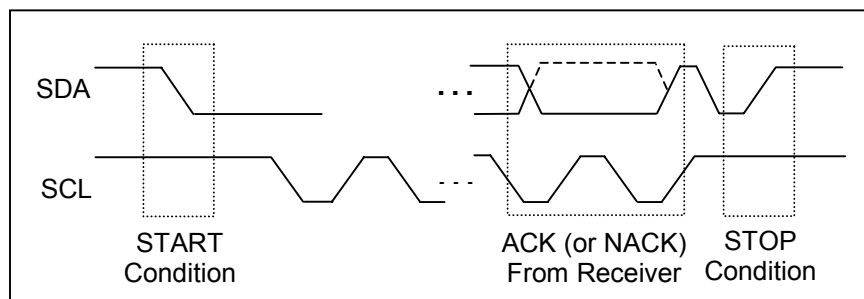 SDA
...
SCL
...
START
Condition
ACK (or NACK)
From Receiver
STOP
Condition